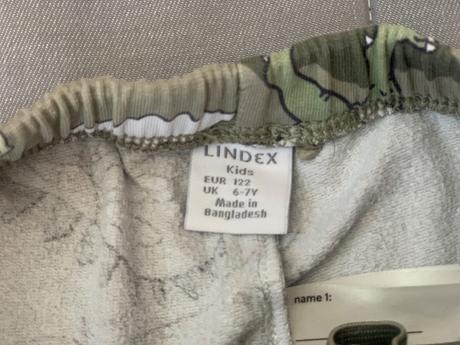 LINDEX
Kids
EUR 122
UK 6-7Y
Made in
Bangladesh
name 1: